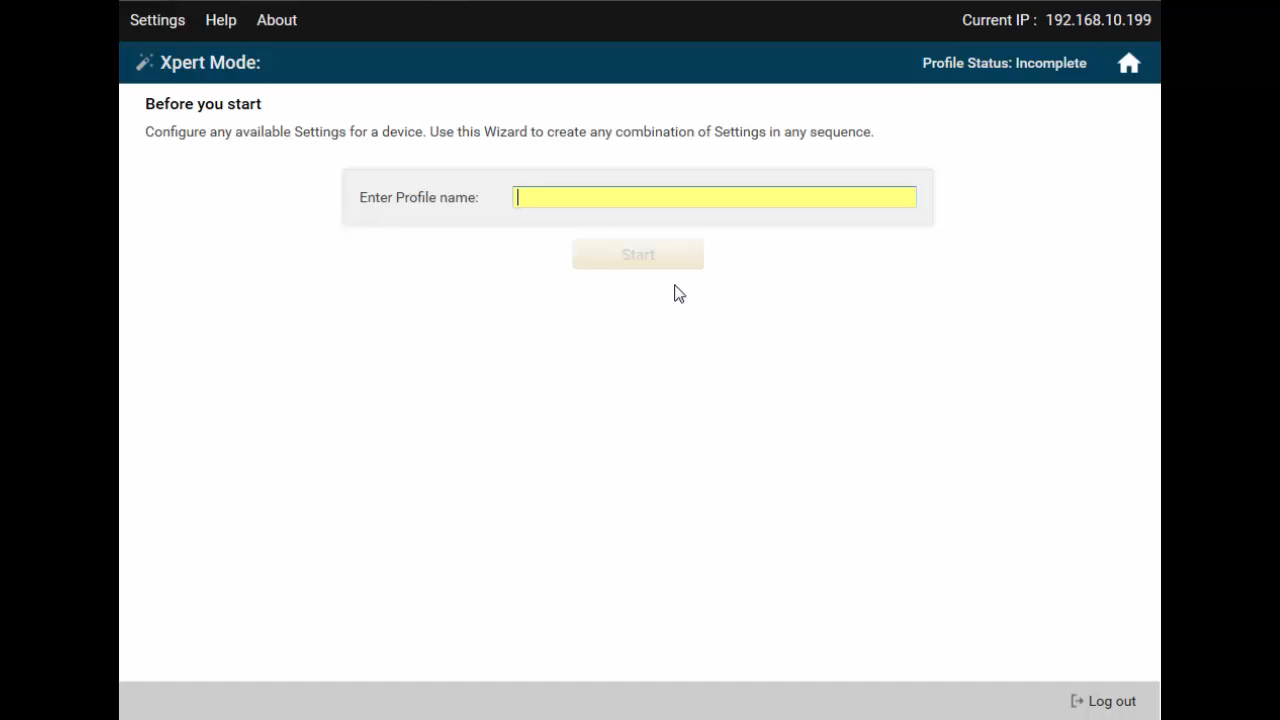 Settings Help About Current IP : 192.168.10.199
Xpert Mode: Profile Status: Incomplete
Before you start
Configure any available Settings for a device. Use this Wizard to create any combination of Settings in any sequence.
Enter Profile name:
Start
Log out